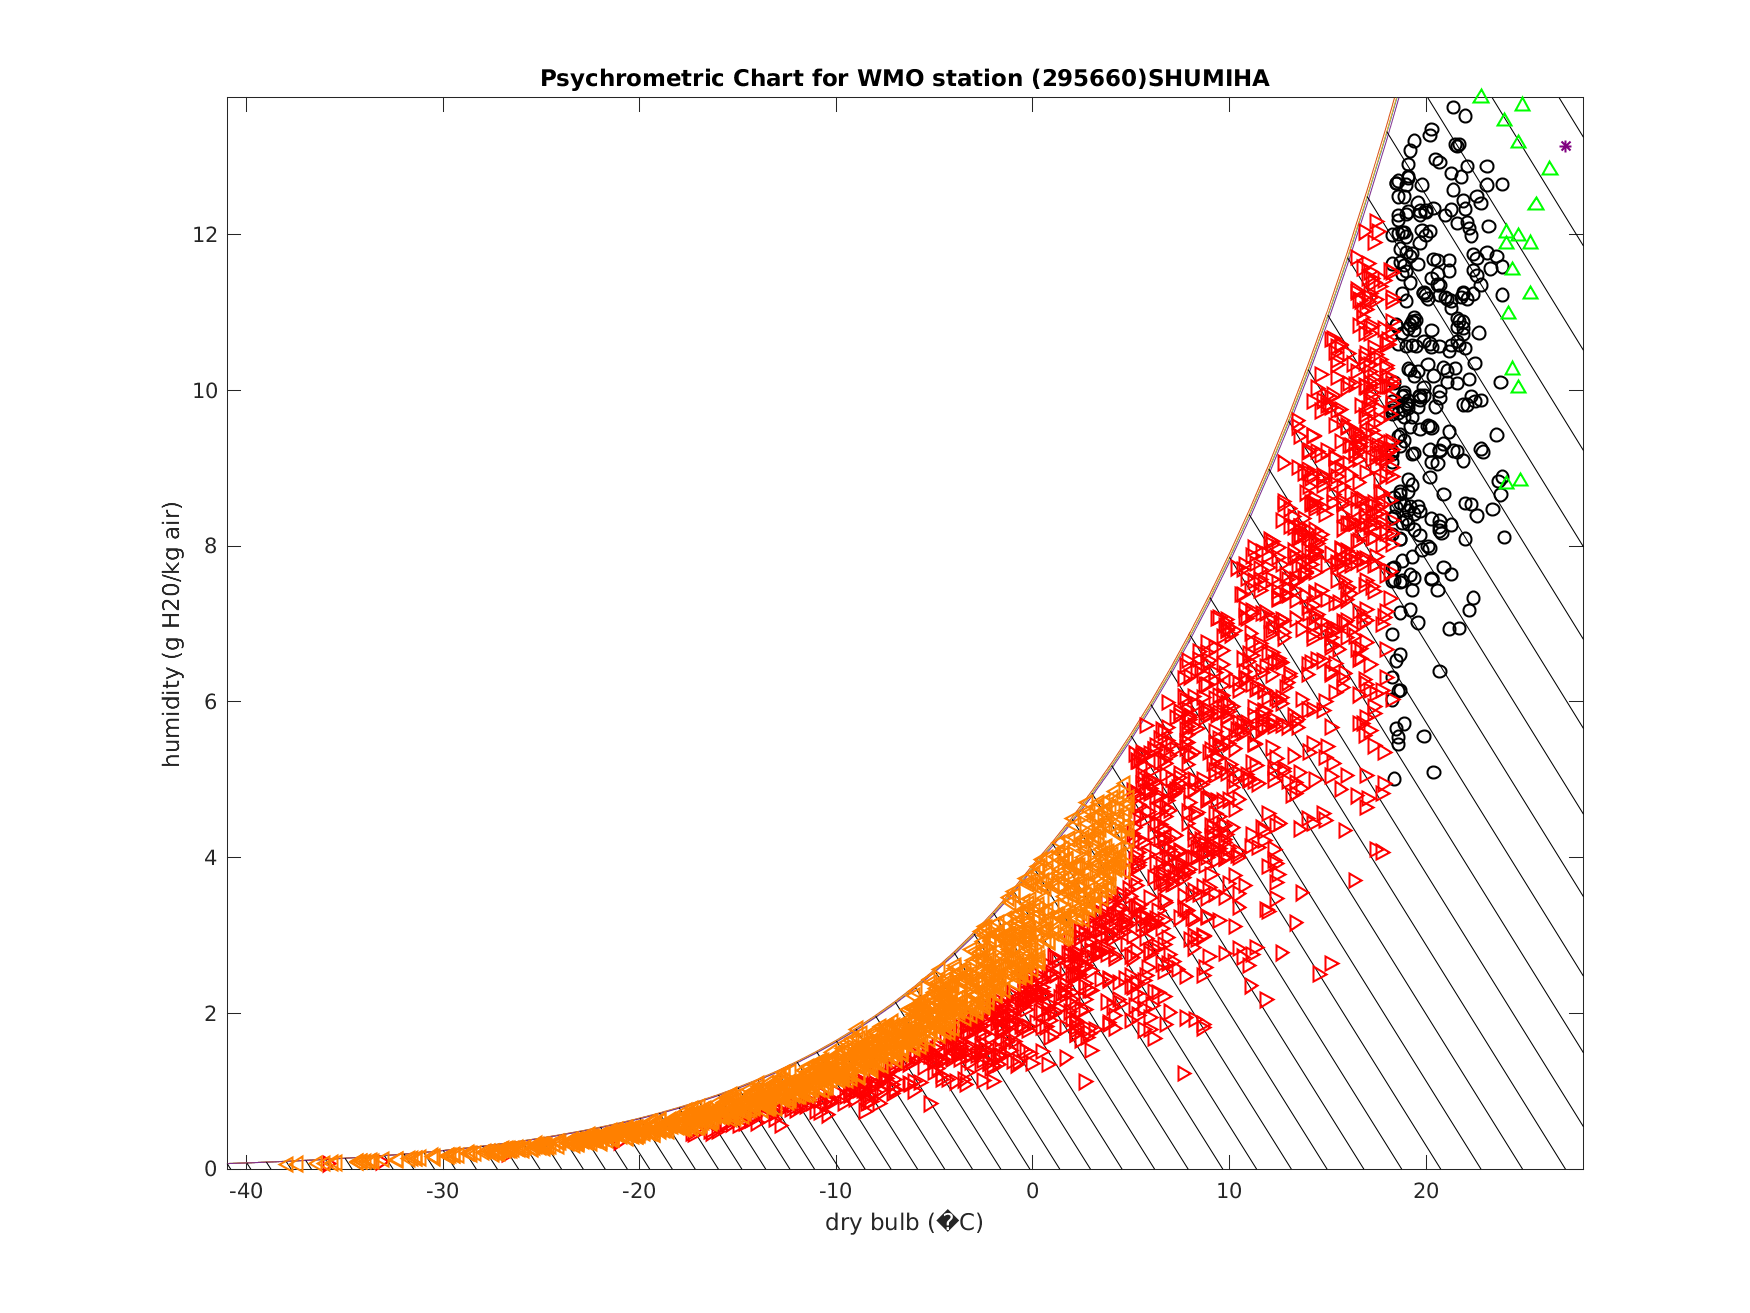 Psychrometric Chart for WMO station (295660)SHUMIHA
humidity (g H20/kg air)
12
10
8
6
4
2
0
-40 -30 -20 -10 0 10 20
dry bulb (�C)